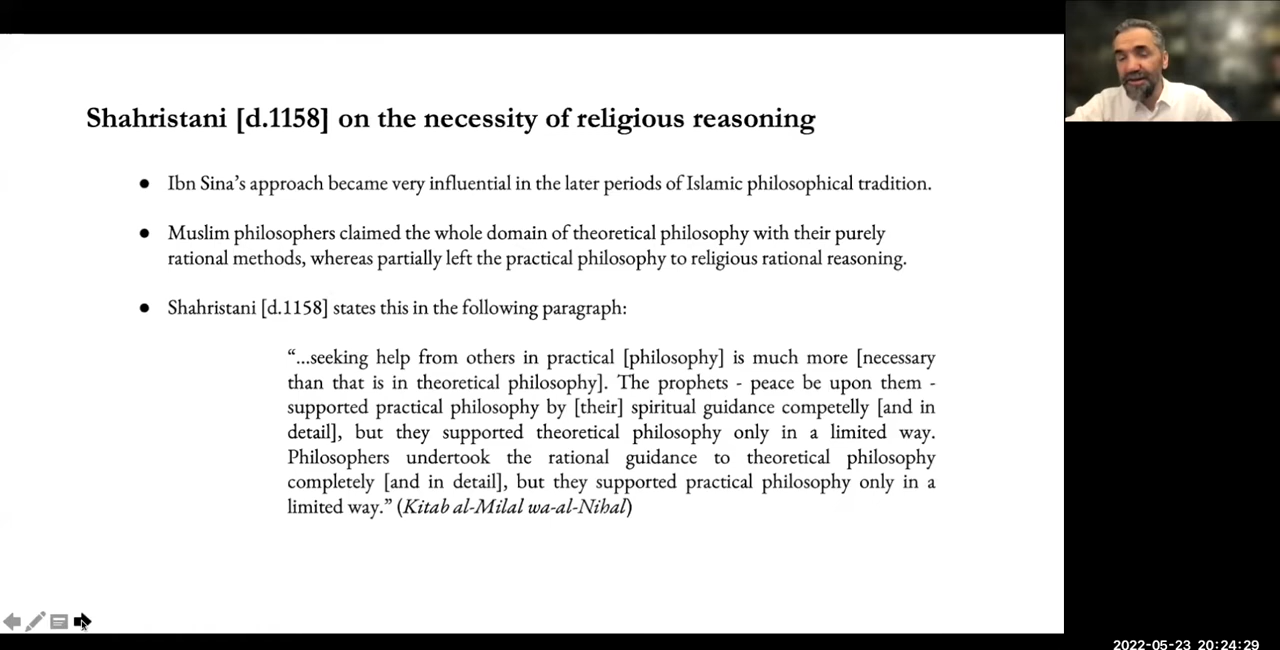 Shahristani [d.1158] on the necessity of religious reasoning
● Ibn Sina’s approach became very influential in the later periods of Islamic philosophical tradition.
● Muslim philosophers claimed the whole domain of theoretical philosophy with their purely
rational methods, whereas partially left the practical philosophy to religious rational reasoning.
● Shahristani [d.1158] states this in the following paragraph:
“...seeking help from others in practical [philosophy] is much more [necessary
than that is in theoretical philosophy]. The prophets - peace be upon them -
supported practical philosophy by [their] spiritual guidance competelly [and in
detail], but they supported theoretical philosophy only in a limited way.
Philosophers undertook the rational guidance to theoretical philosophy
completely [and in detail], but they supported practical philosophy only in a
limited way.” (Kitab al-Milal wa-al-Nihal)
2022-05-23 20:24:29